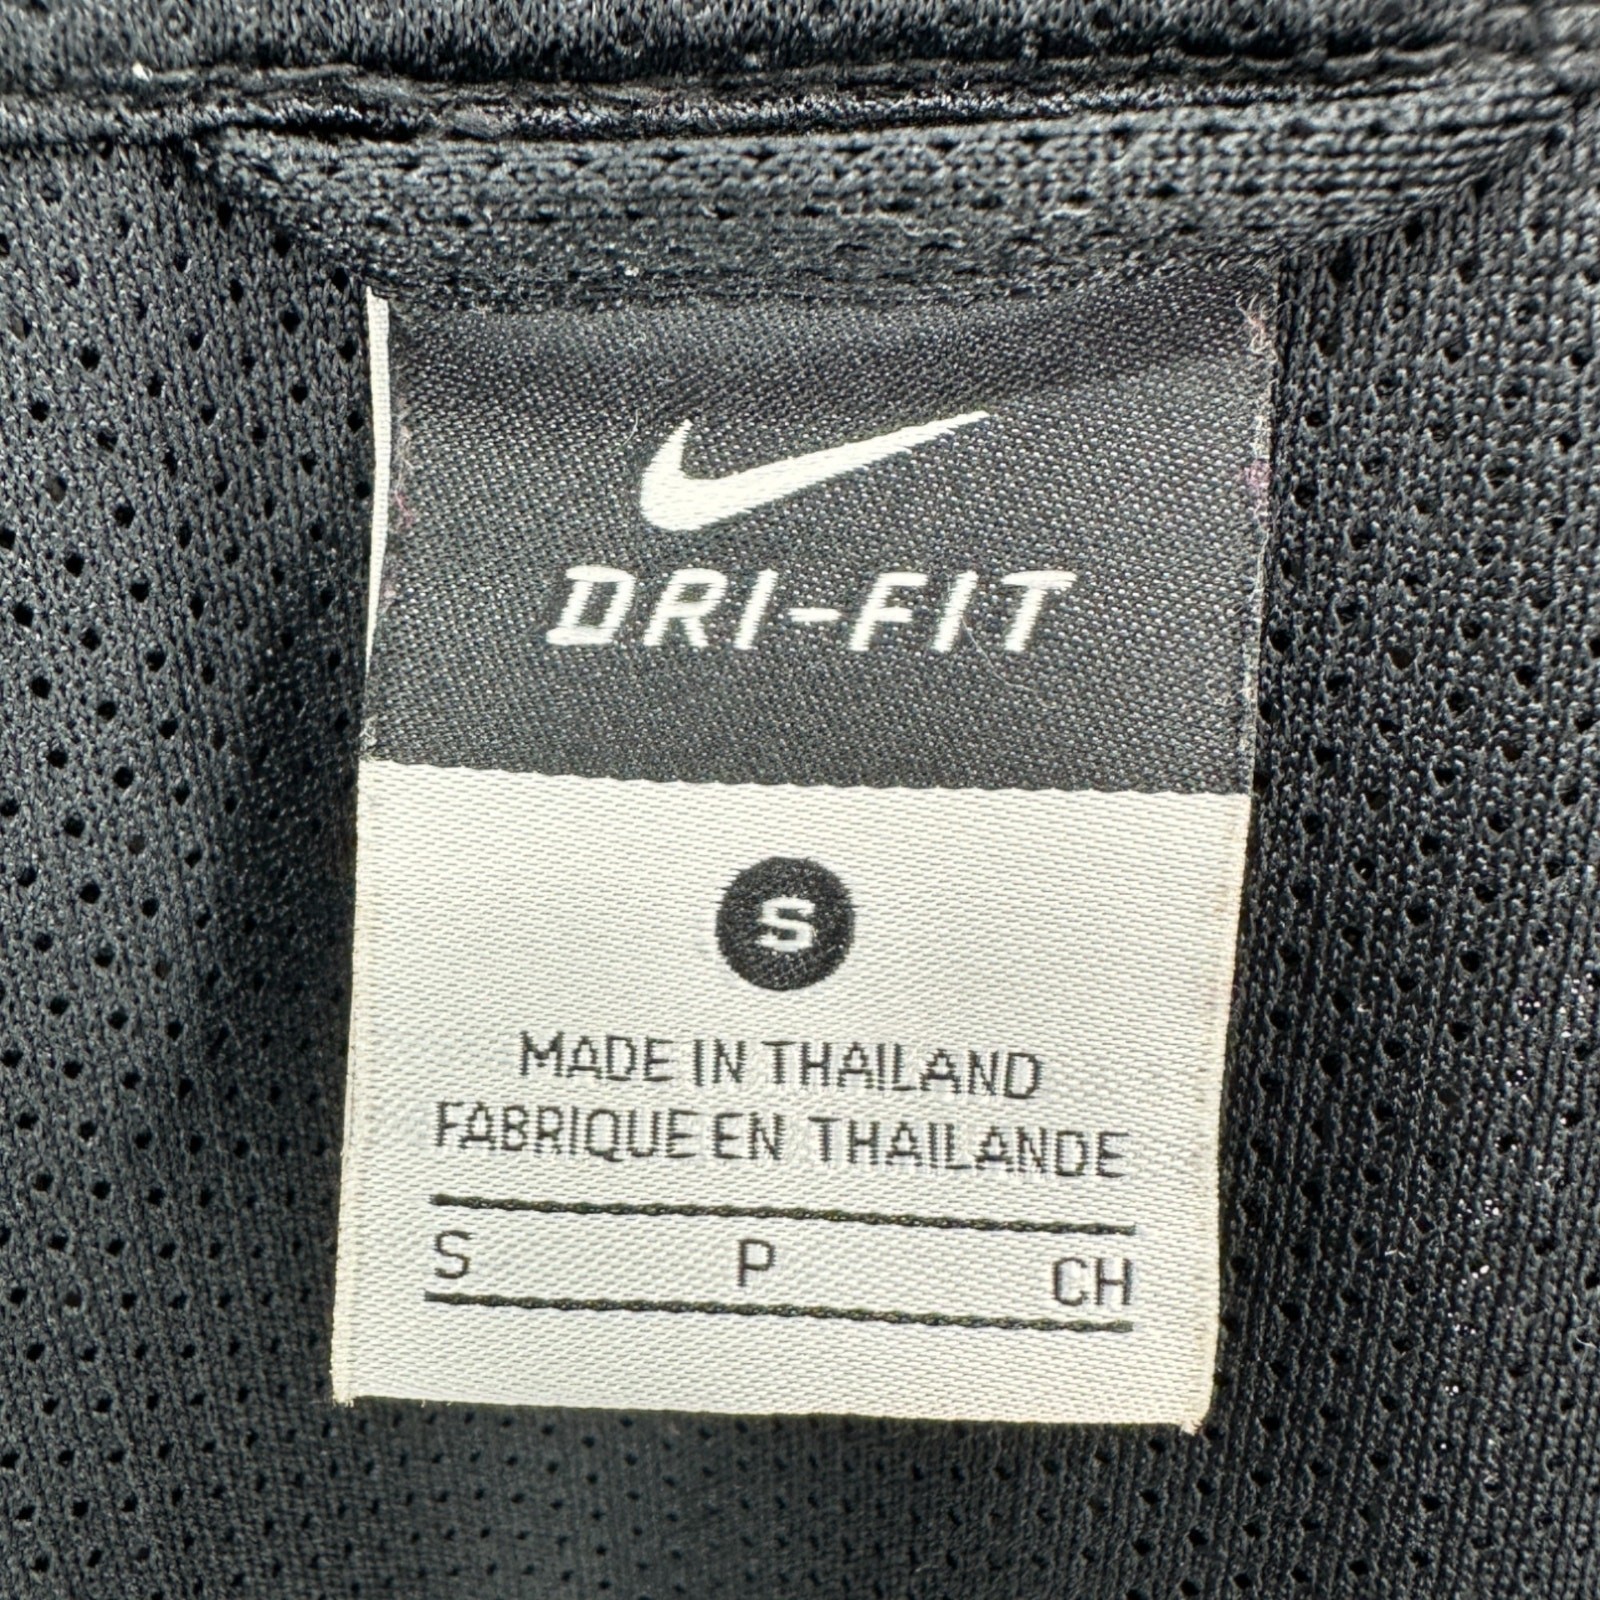 DRI-FIT
S
MADE IN THAILAND
FABRIQUE EN THAILANDE
S P CH